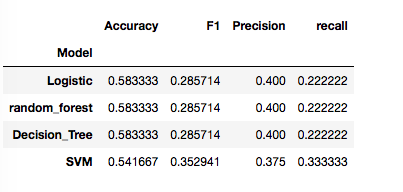 Accuracy F1 Precision recall
Model
Logistic 0.583333 0.285714 0.400 0.222222
random_forest 0.583333 0.285714 0.400 0.222222
Decision_Tree 0.583333 0.285714 0.400 0.222222
SVM 0.541667 0.352941 0.375 0.333333